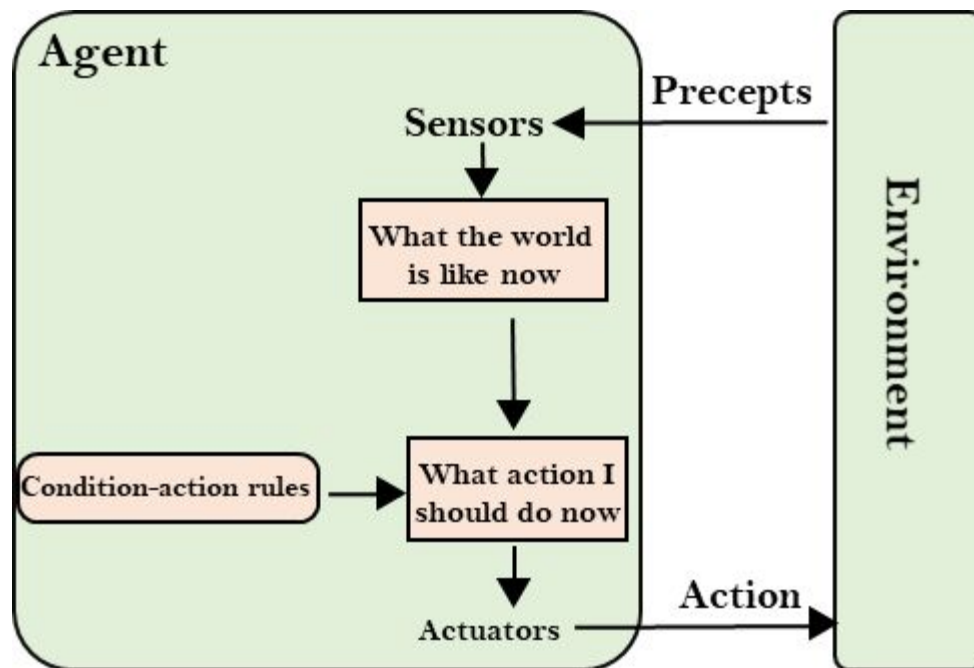 Agent
Precepts
Sensors
What the world
is like now
Environment
Condition-action rules
What action I
should do now
Action
Actuators